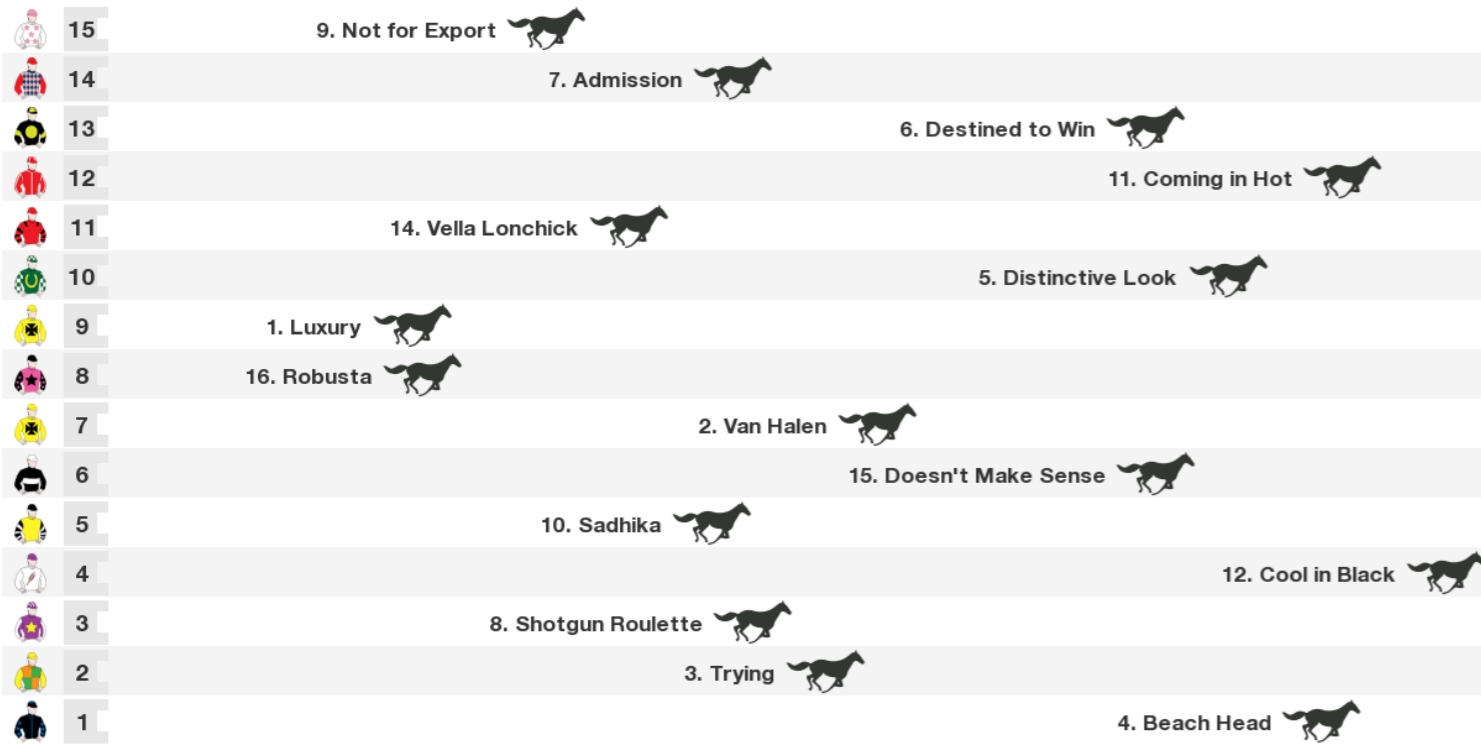 15 9. Not for Export
14 7. Admission
13 6. Destined to Win
12 11. Coming in Hot
11 14. Vella Lonchick
10 5. Distinctive Look
9 1. Luxury
8 16. Robusta
7 2. Van Halen
6 15. Doesn't Make Sense
5 10. Sadhika
4 12. Cool in Black
3 8. Shotgun Roulette
2 3. Trying
1 4. Beach Head